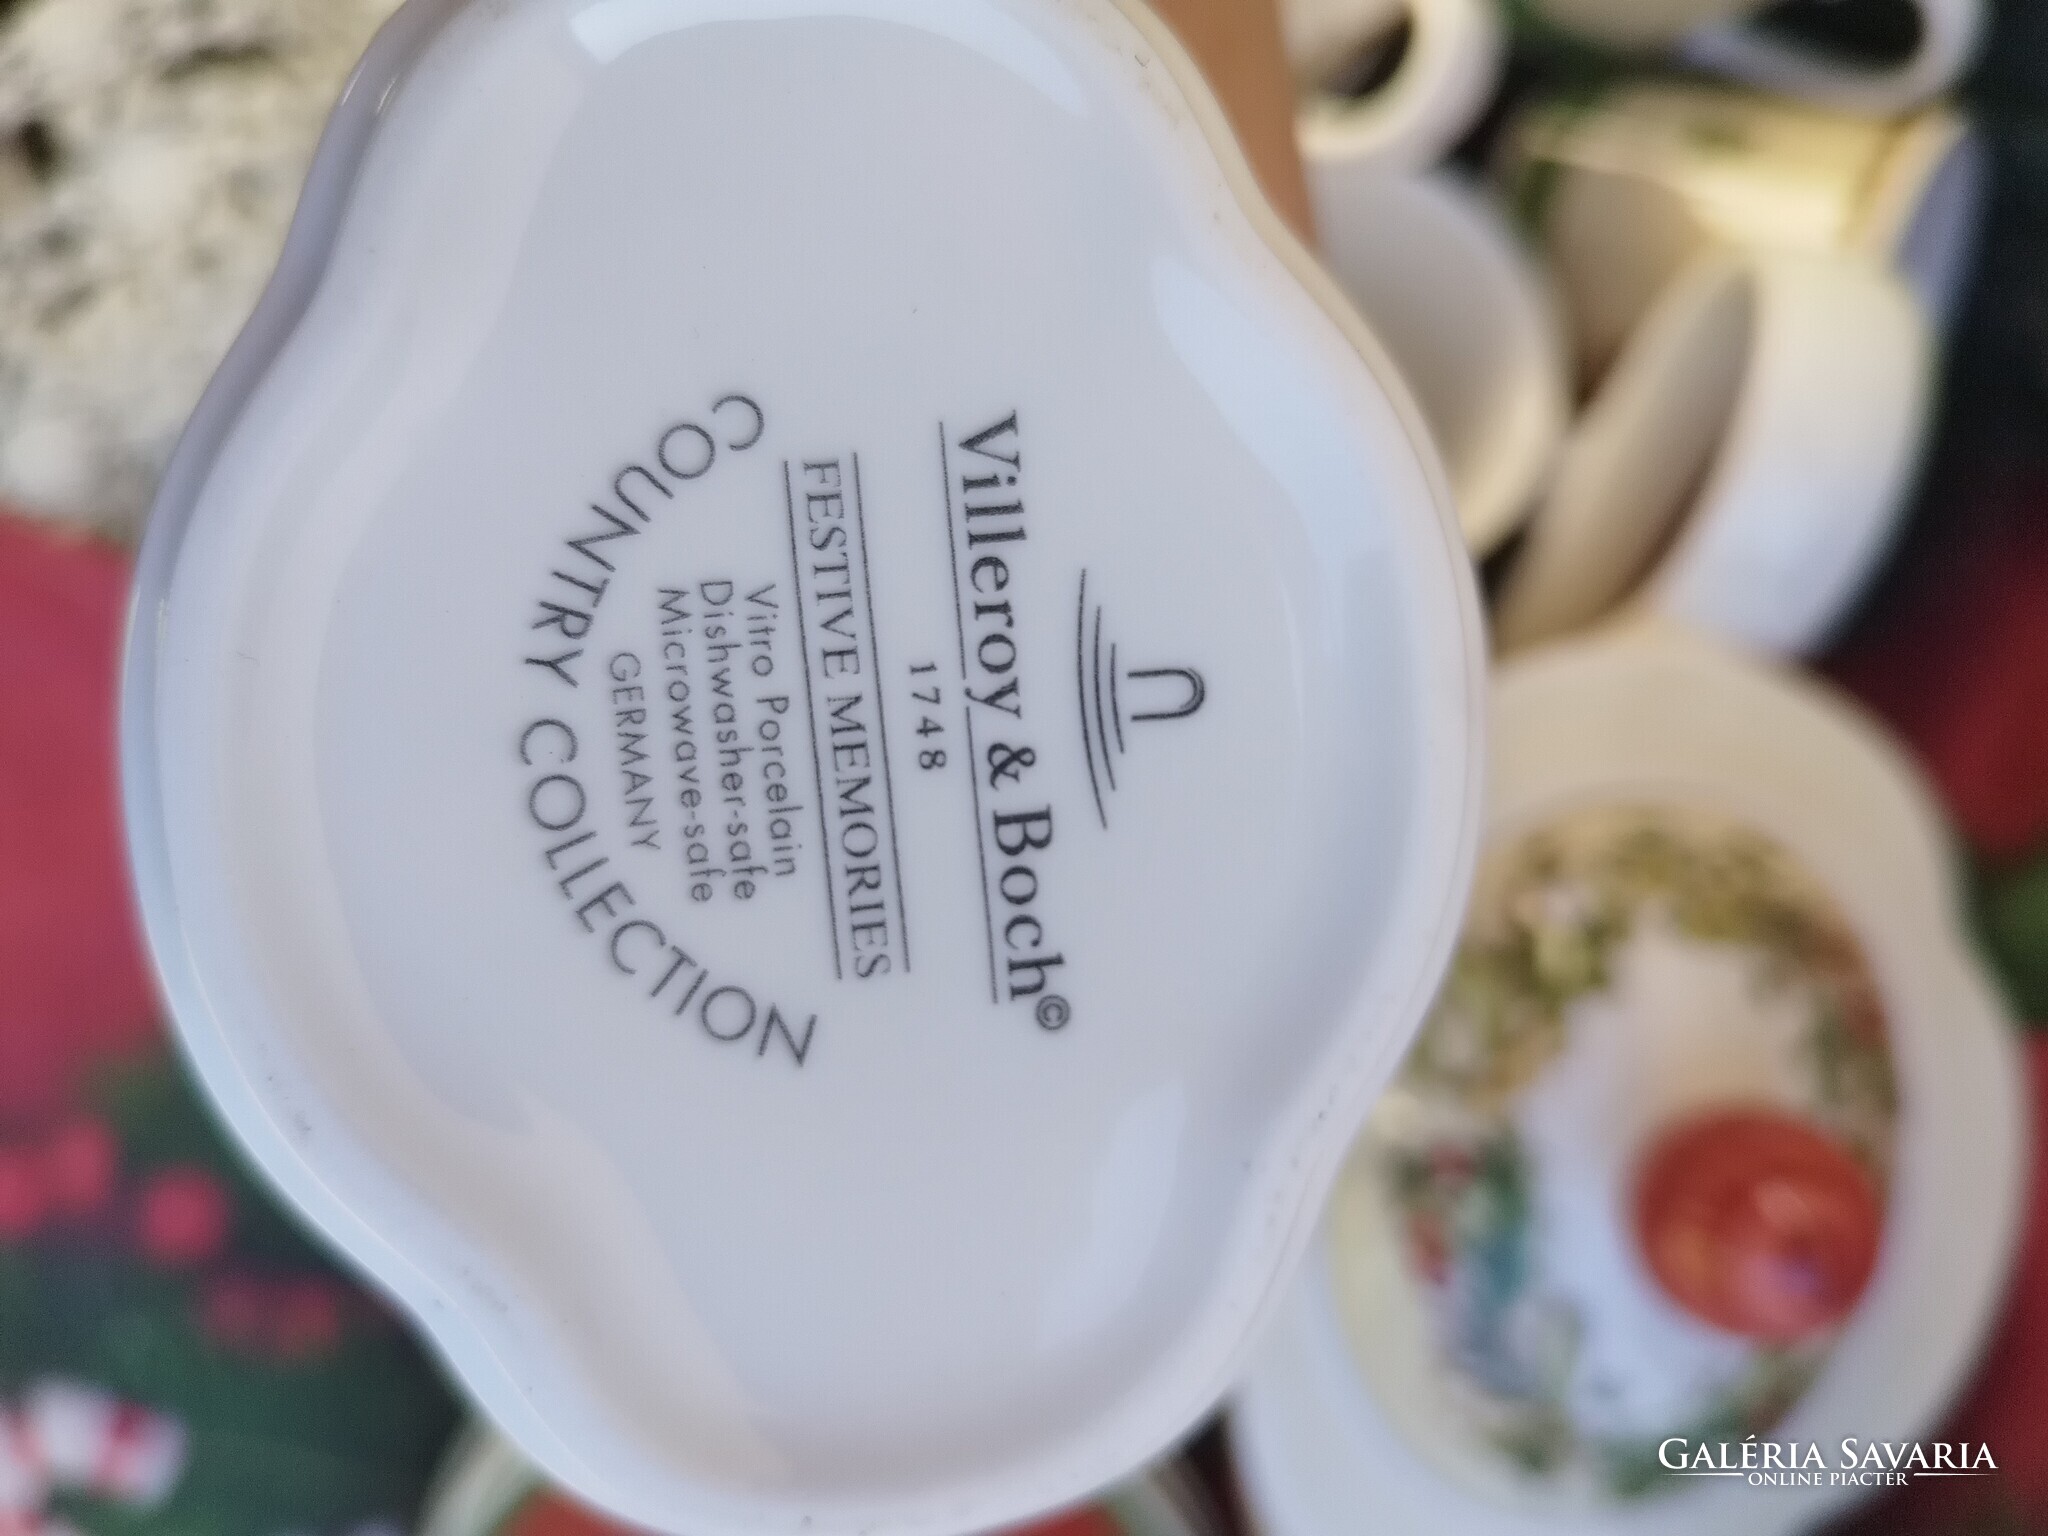 Villeroy & Boch©
1748
FESTIVE MEMORIES
Vitro Porcelain
Dishwasher-safe
Microwave-safe
GERMANY
COUNTRY COLLECTION
GALÉRIA SAVARIA
ONLINE PIACTÉR